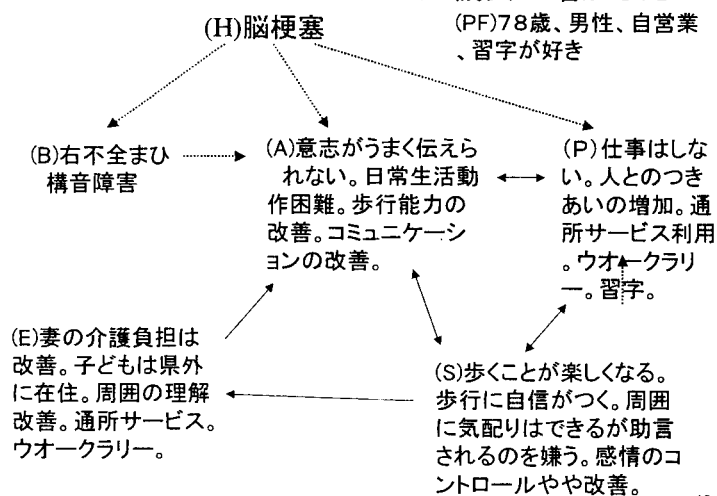 (H)脳梗塞
(PF)78歳、男性、自営業
、習字が好き
(B)右不全まひ
構音障害
(A)意志がうまく伝えら
れない。日常生活動
作困難。歩行能力の
改善。コミュニケーシ
ョンの改善。
(P)仕事はしな
い。人とのつき
あいの増加。通
所サービス利用
。ウオークラリ
ー。習字。
(E)妻の介護負担は
改善。子どもは県外
に在住。周囲の理解
改善。通所サービス。
ウオークラリー。
(S)歩くことが楽しくなる。
歩行に自信がつく。周囲
に気配りはできるが助言
されるのを嫌う。感情のコ
ントロールやや改善。